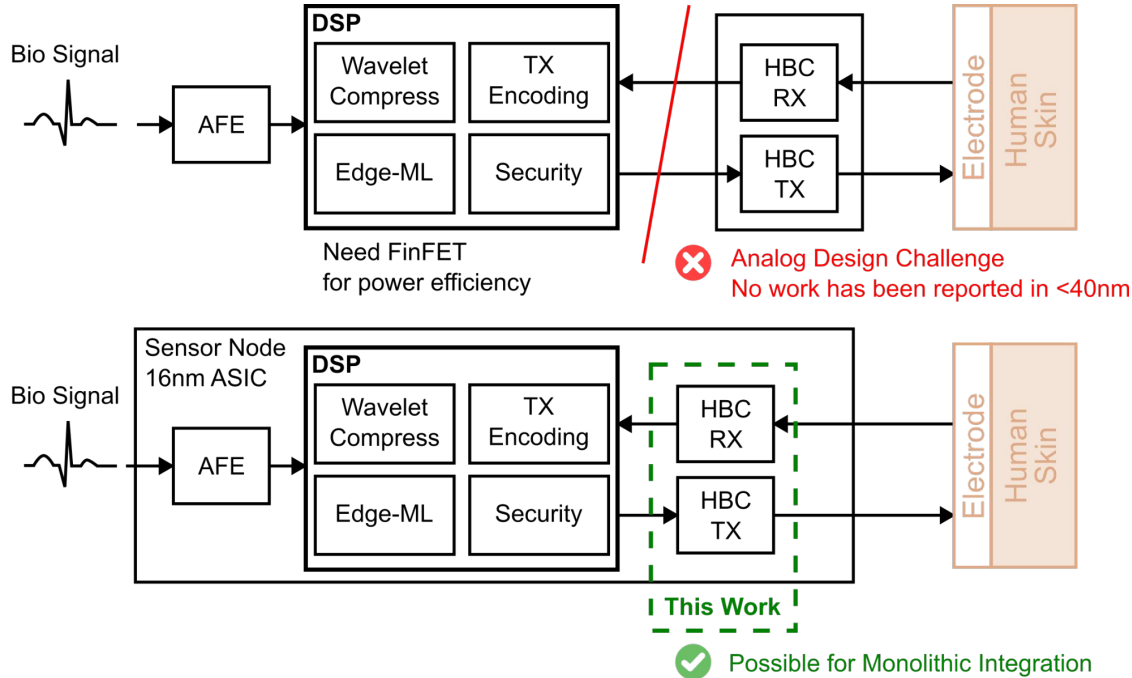 DSP
Bio Signal
Wavelet
Compress
TX
Encoding
HBC
RX
AFE
Edge-ML
Security
HBC
TX
Electrode
Human
Skin
Need FinFET
for power efficiency
Analog Design Challenge
No work has been reported in <40nm
Sensor Node
16nm ASIC
DSP
Bio Signal
Wavelet
Compress
TX
Encoding
HBC
RX
AFE
Edge-ML
Security
HBC
TX
Electrode
Human
Skin
This Work
Possible for Monolithic Integration